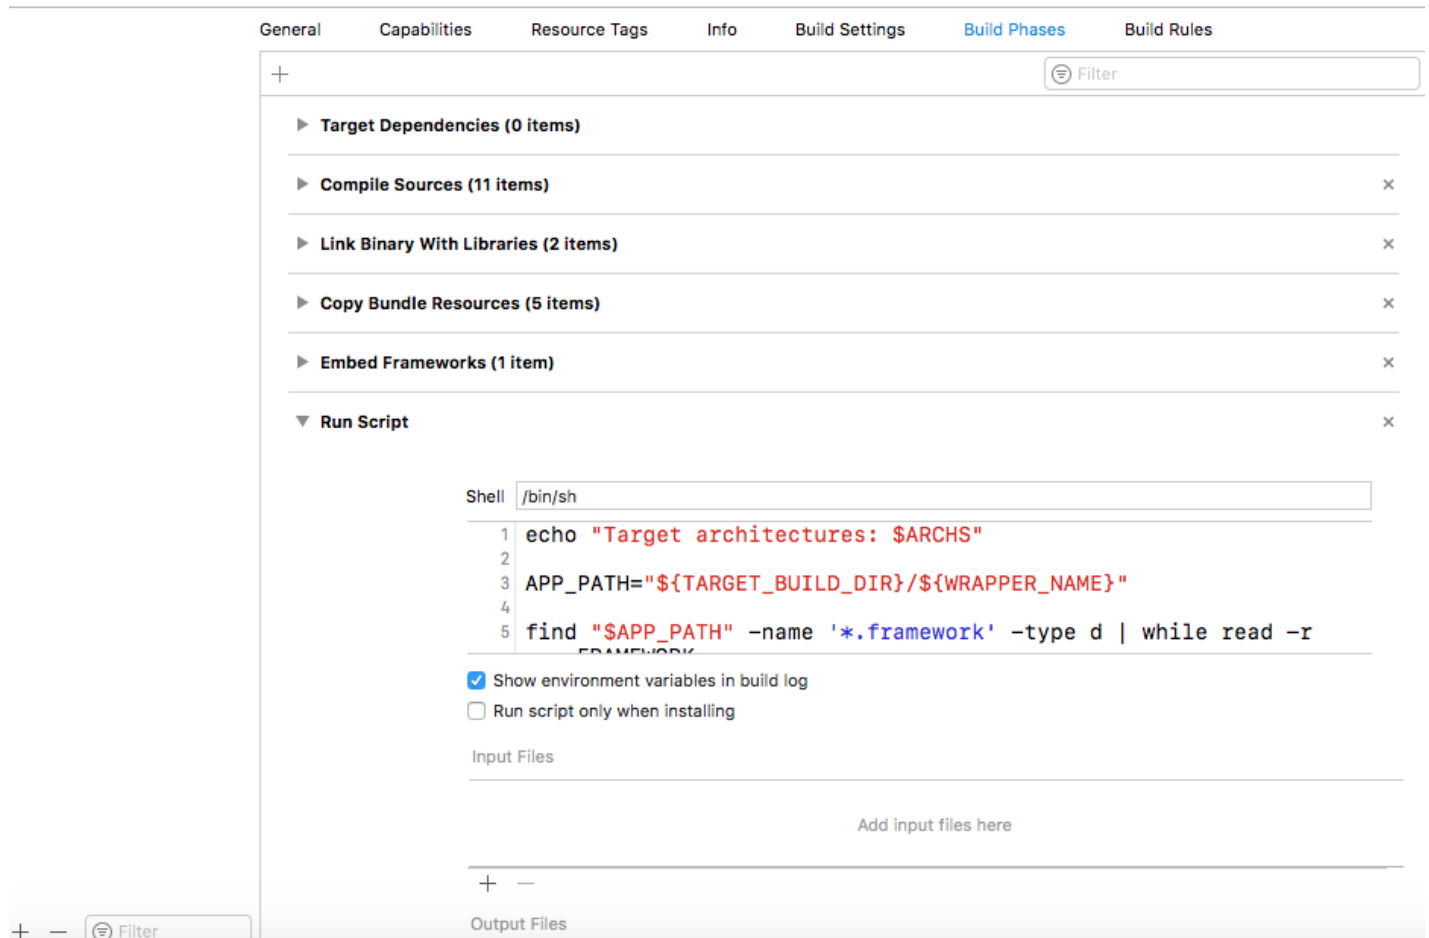 General Capabilities Resource Tags Info Build Settings Build Phases Build Rules
+ Filter
Target Dependencies (0 items)
Compile Sources (11 items) ×
Link Binary With Libraries (2 items) ×
Copy Bundle Resources (5 items) ×
Embed Frameworks (1 item) ×
Run Script ×
Shell /bin/sh
1 echo "Target architectures: $ARCHS"
2
3 APP_PATH="${TARGET_BUILD_DIR}/${WRAPPER_NAME}"
4
5 find "$APP_PATH" -name '*.framework' -type d | while read -r
FRAMEWORK
Show environment variables in build log
Run script only when installing
Input Files
Add input files here
+ −
Output Files
+ − Filter